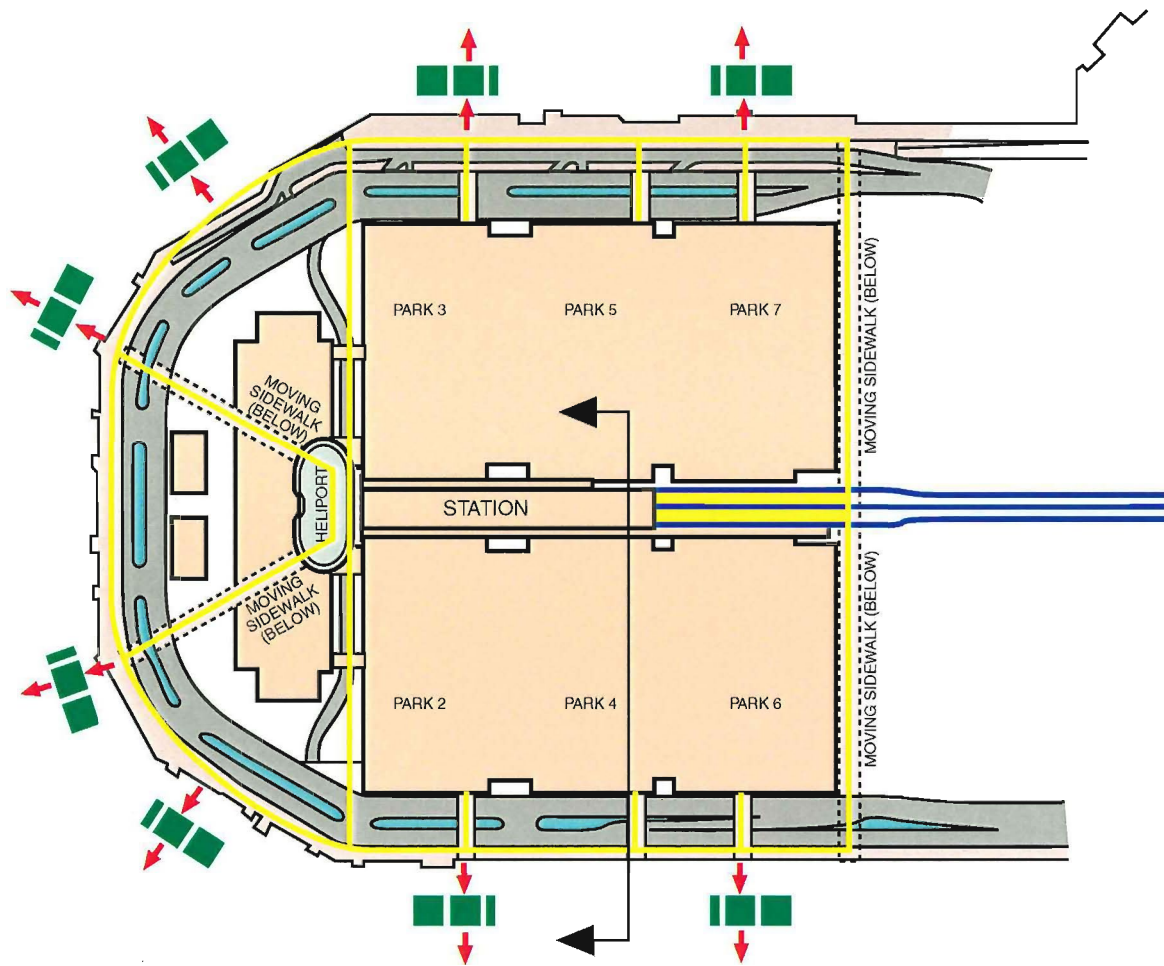 PARK 3
PARK 5
PARK 7
MOVING SIDEWALK (BELOW)
MOVING
SIDEWALK
(BELOW)
HELIPORT
STATION
MOVING
SIDEWALK
(BELOW)
MOVING SIDEWALK (BELOW)
PARK 2
PARK 4
PARK 6